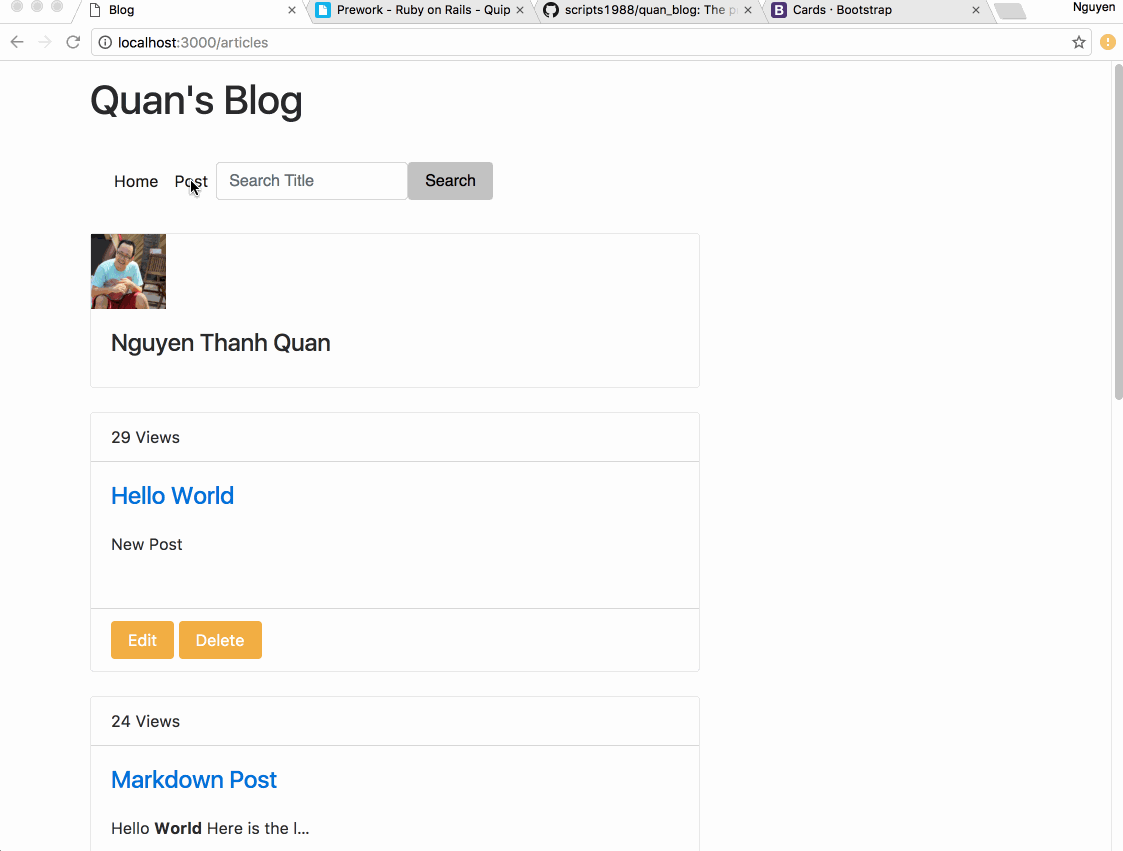 Blog
Prework - Ruby on Rails - Quip
scripts1988/quan_blog: The p
Cards · Bootstrap
Nguyen
localhost:3000/articles
Quan's Blog
Home Post Search Title Search
Nguyen Thanh Quan
29 Views
Hello World
New Post
Edit Delete
24 Views
Markdown Post
Hello World Here is the l...